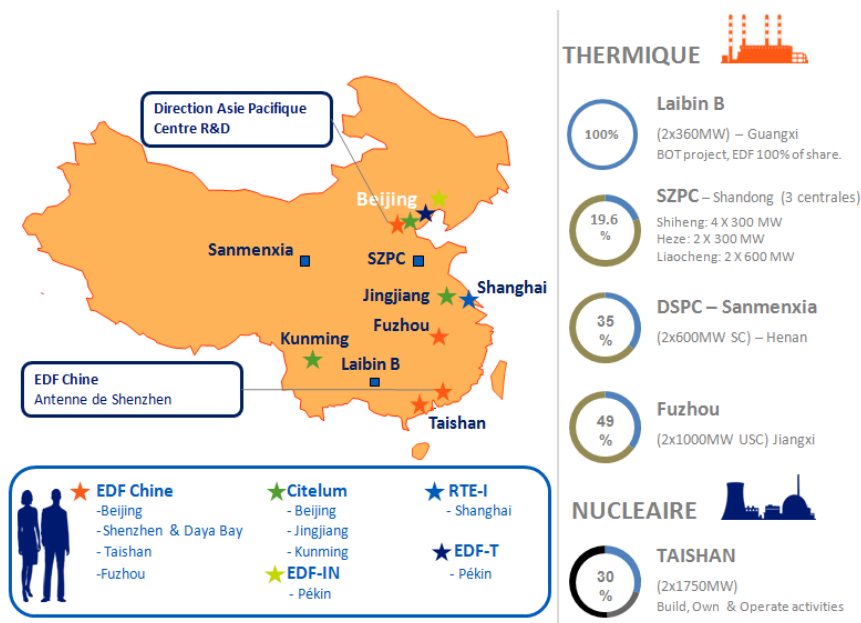 Direction Asie Pacifique
Centre R&D
Beijing
Sanmenxia
SZPC
Jingjiang
Shanghai
Fuzhou
Kunming
Laibin B
EDF Chine
Antenne de Shenzhen
Taishan
EDF Chine
-Beijing
-Shenzhen & Daya Bay
- Taishan
-Fuzhou
Citelum
- Beijing
- Jingjiang
- Kunming
EDF-IN
- Pékin
RTE-I
- Shanghai
EDF-T
- Pékin
THERMIQUE
100%
Laibin B
(2x360MW) – Guangxi
BOT project, EDF 100% of share.
19.6
%
SZPC – Shandong (3 centrales)
Shiheng: 4 X 300 MW
Heze: 2 X 300 MW
Liaocheng: 2 X 600 MW
35
%
DSPC – Sanmenxia
(2x600MW SC) – Henan
49
%
Fuzhou
(2x1000MW USC) Jiangxi
NUCLEAIRE
30
%
TAISHAN
(2x1750MW)
Build, Own & Operate activities